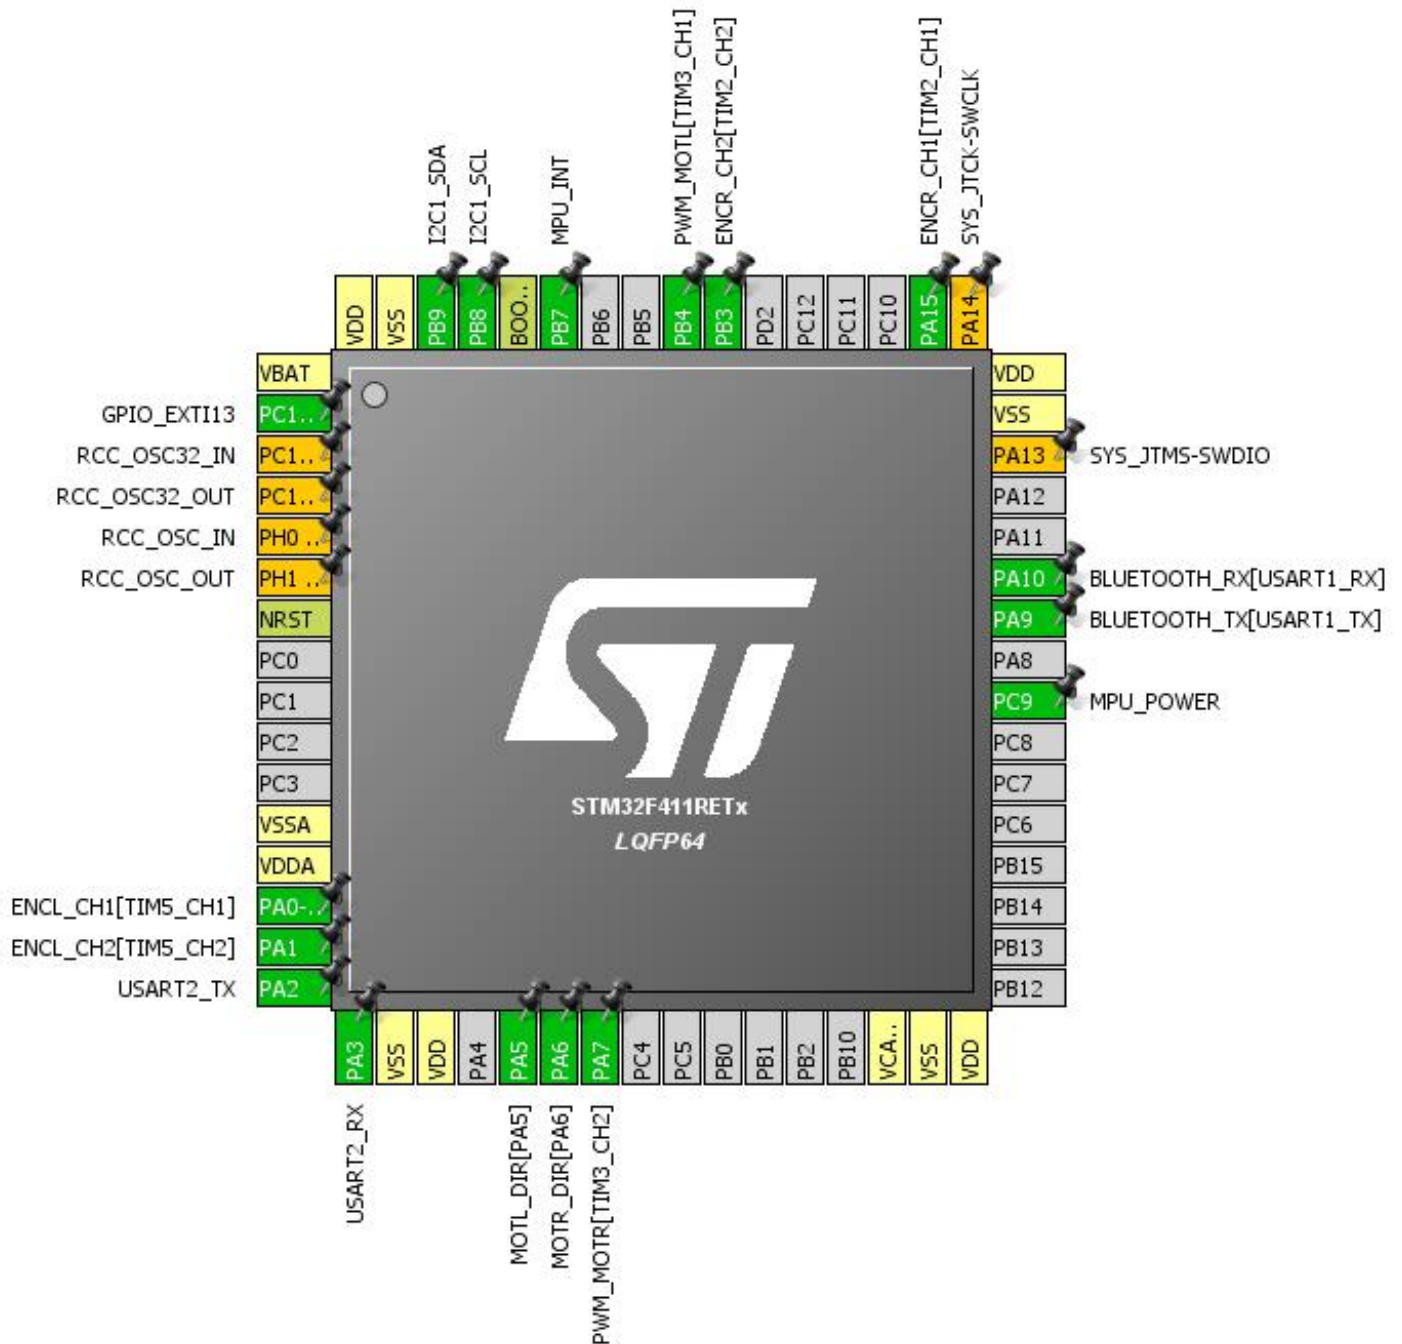 I2C1_SDA
I2C1_SCL
MPU_INT
PWM_MOTL[TIM3_CH1]
ENCR_CH2[TIM2_CH2]
ENCR_CH1[TIM2_CH1]
SYS_JTCK-SWCLK
VDD
VSS
PB9
PB8
BOO..
PB7
PB6
PB5
PB4
PB3
PD2
PC12
PC11
PC10
PA15
PA14
VBAT
GPIO_EXTI13 PC1..
RCC_OSC32_IN PC1..
RCC_OSC32_OUT PC1..
RCC_OSC_IN PH0 ..
RCC_OSC_OUT PH1 ..
NRST
PC0
PC1
PC2
PC3
VSSA
VDDA
ENCL_CH1[TIM5_CH1] PA0-..
ENCL_CH2[TIM5_CH2] PA1
USART2_TX PA2
ST
STM32F411RETx
LQFP64
VDD
VSS
PA13 SYS_JTMS-SWDIO
PA12
PA11
PA10 BLUETOOTH_RX[USART1_RX]
PA9 BLUETOOTH_TX[USART1_TX]
PA8
PC9 MPU_POWER
PC8
PC7
PC6
PB15
PB14
PB13
PB12
PA3
VSS
VDD
PA4
PA5
PA6
PA7
PC4
PC5
PB0
PB1
PB2
PB10
VCA..
VSS
VDD
USART2_RX
MOTL_DIR[PA5]
MOTR_DIR[PA6]
PWM_MOTR[TIM3_CH2]